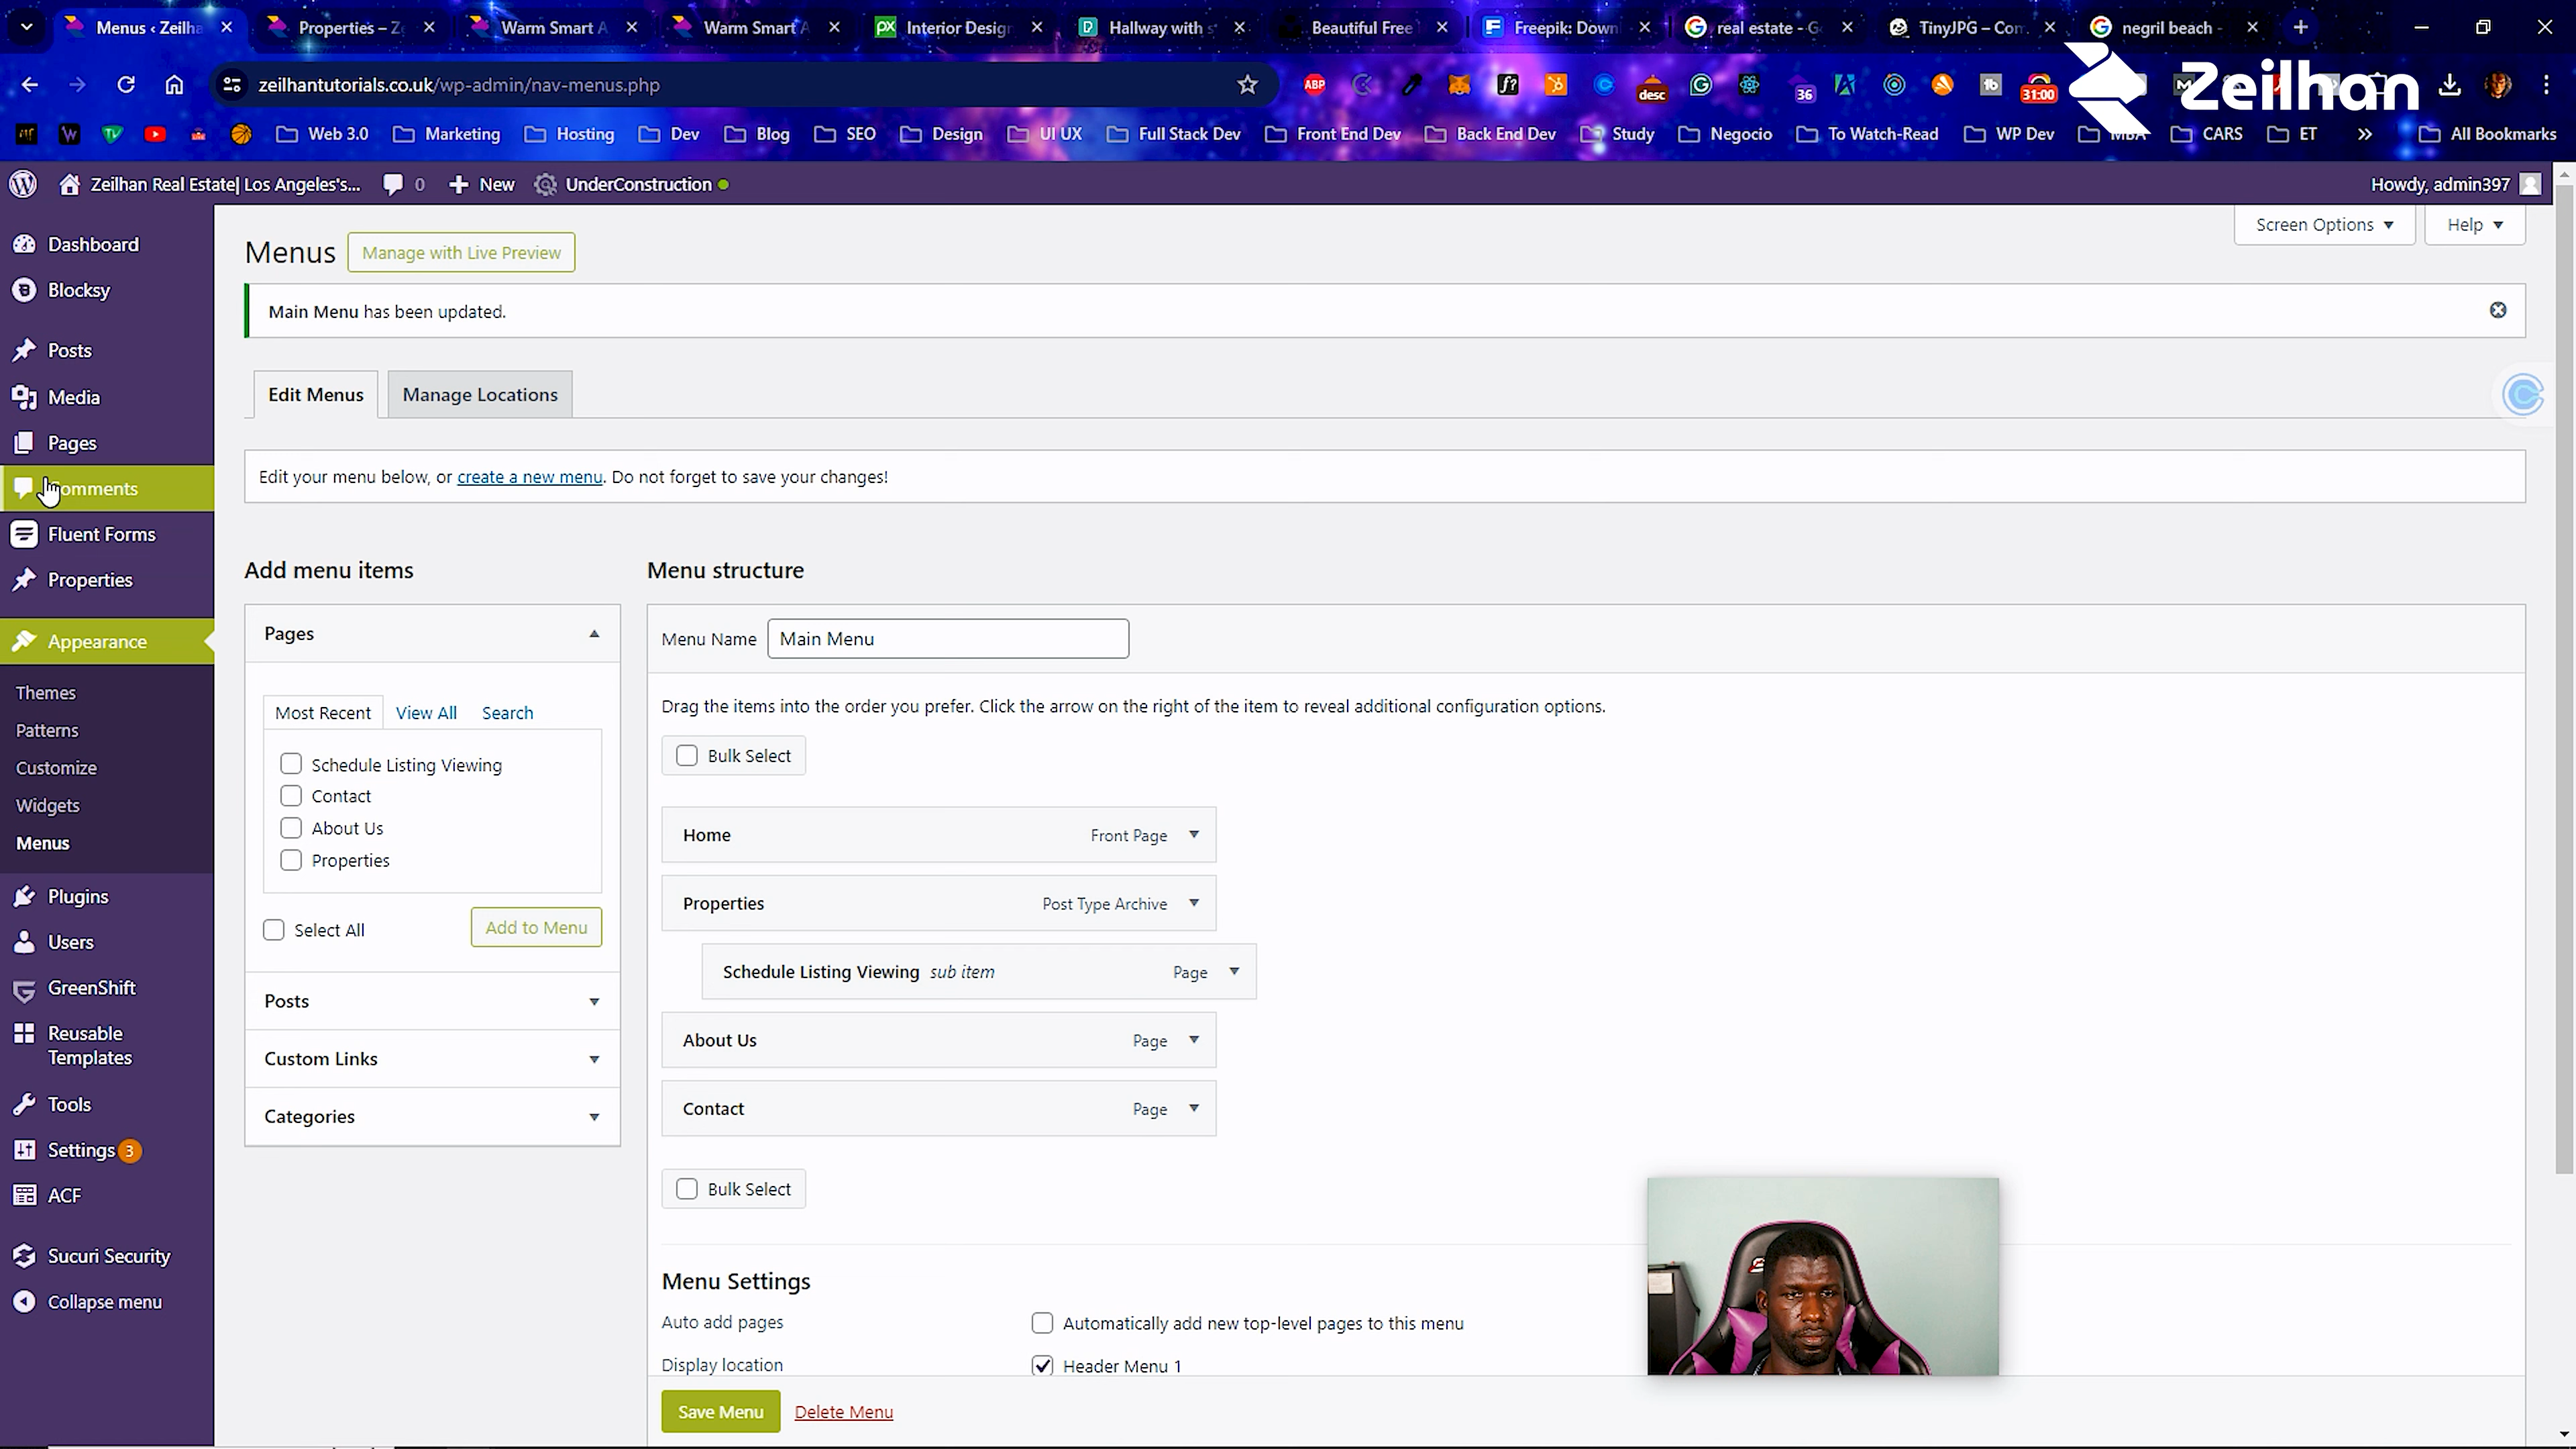 Menus ‹ Zeilha
Properties – Z
Warm Smart A
Warm Smart A
Interior Desig
Hallway with s
Beautiful Free
Freepik: Down
real estate - G
TinyJPG – Com
negril beach -
zeilhantutorials.co.uk/wp-admin/nav-menus.php
ABP
f?
desc
36
31:00
Zeilhan
Web 3.0
Marketing
Hosting
Dev
Blog
SEO
Design
UI UX
Full Stack Dev
Front End Dev
Back End Dev
Study
Negocio
To Watch-Read
WP Dev
MBA
CARS
ET
All Bookmarks
Zeilhan Real Estate| Los Angeles's...
0
New
UnderConstruction
Howdy, admin397
Dashboard
Blocksy
Posts
Media
Pages
omments
Fluent Forms
Properties
Appearance
Themes
Patterns
Customize
Widgets
Menus
Plugins
Users
GreenShift
Reusable
Templates
Tools
Settings 3
ACF
Sucuri Security
Collapse menu
Screen Options
Help
Menus
Manage with Live Preview
Main Menu has been updated.
Edit Menus
Manage Locations
Edit your menu below, or create a new menu. Do not forget to save your changes!
Add menu items
Pages
Most Recent
View All
Search
Schedule Listing Viewing
Contact
About Us
Properties
Select All
Add to Menu
Posts
Custom Links
Categories
Menu structure
Menu Name
Main Menu
Drag the items into the order you prefer. Click the arrow on the right of the item to reveal additional configuration options.
Bulk Select
Home
Front Page
Properties
Post Type Archive
Schedule Listing Viewing sub item
Page
About Us
Page
Contact
Page
Bulk Select
Menu Settings
Auto add pages
Automatically add new top-level pages to this menu
Display location
Header Menu 1
Save Menu
Delete Menu